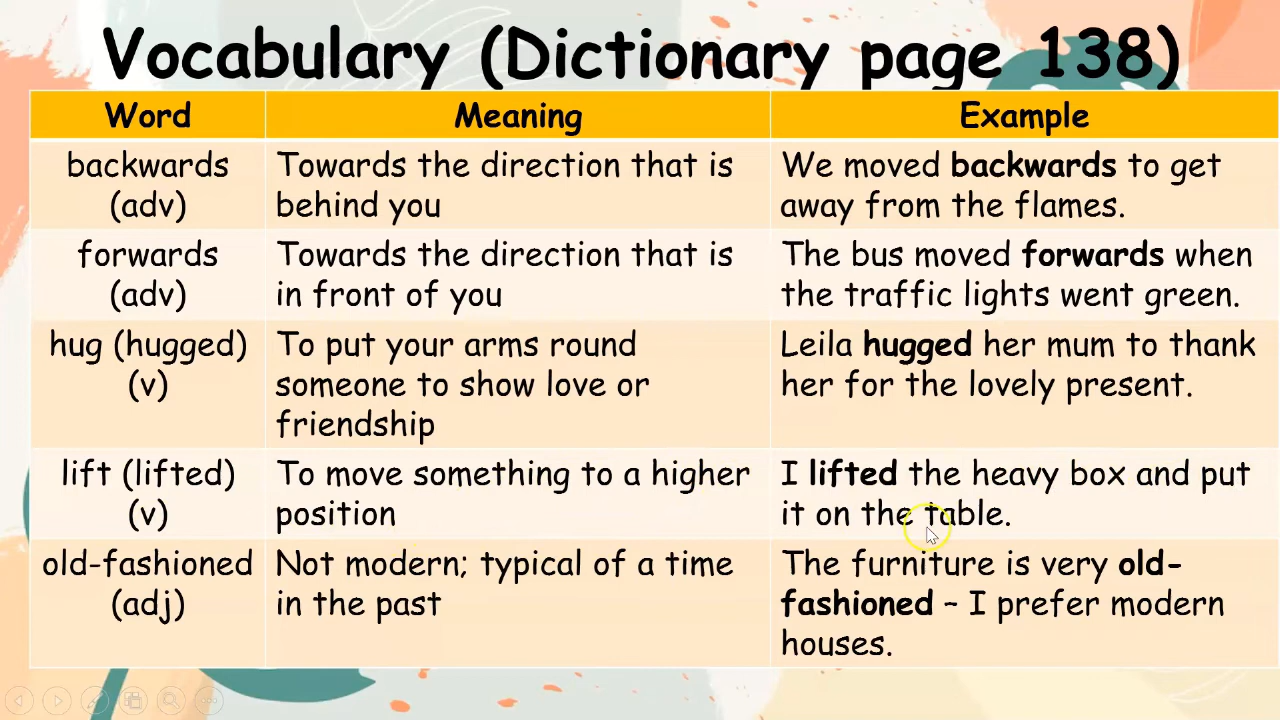 Vocabulary (Dictionary page 138)
Word Meaning Example
backwards
(adv)
Towards the direction that is
behind you
We moved backwards to get
away from the flames.
forwards
(adv)
Towards the direction that is
in front of you
The bus moved forwards when
the traffic lights went green.
hug (hugged)
(v)
To put your arms round
someone to show love or
friendship
Leila hugged her mum to thank
her for the lovely present.
lift (lifted)
(v)
To move something to a higher
position
I lifted the heavy box and put
it on the table.
old-fashioned
(adj)
Not modern; typical of a time
in the past
The furniture is very old-
fashioned – I prefer modern
houses.